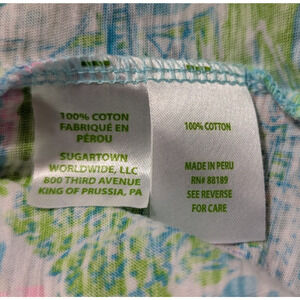 100% COTTON
FABRIQUÉ EN
PÉROU
SUGARTOWN
WORLDWIDE, LLC
800 THIRD AVENUE
KING OF PRUSSIA, PA
100% COTTON
MADE IN PERU
RN# 88189
SEE REVERSE
FOR CARE